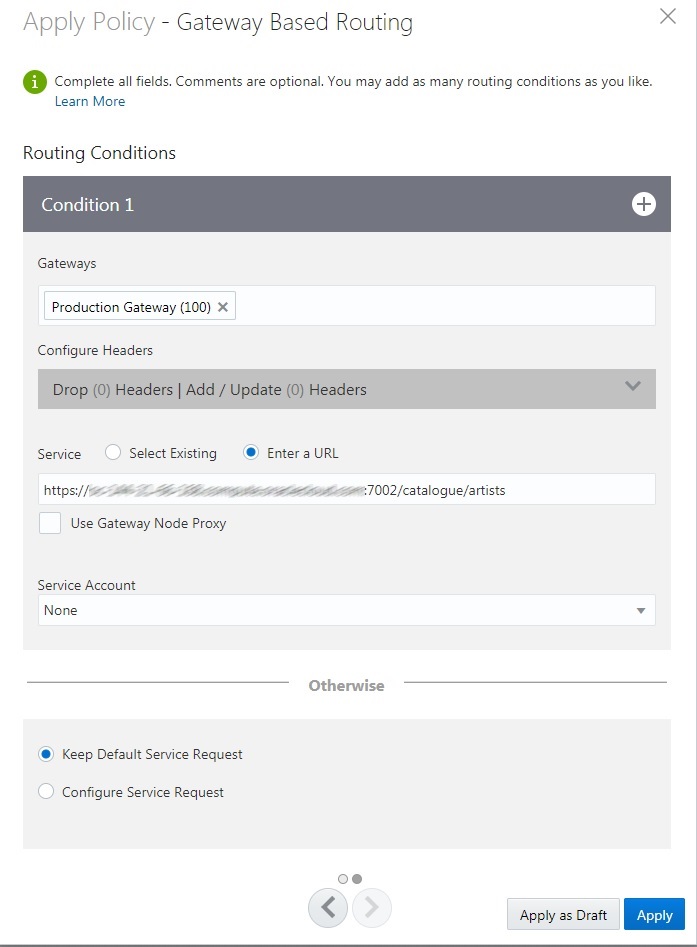 Apply Policy - Gateway Based Routing
Complete all fields. Comments are optional. You may add as many routing conditions as you like.
Learn More
Routing Conditions
Condition 1
Gateways
Production Gateway (100)
Configure Headers
Drop (0) Headers | Add / Update (0) Headers
Service Select Existing Enter a URL
https:// :7002/catalogue/artists
Use Gateway Node Proxy
Service Account
None
Otherwise
Keep Default Service Request
Configure Service Request
Apply as Draft Apply